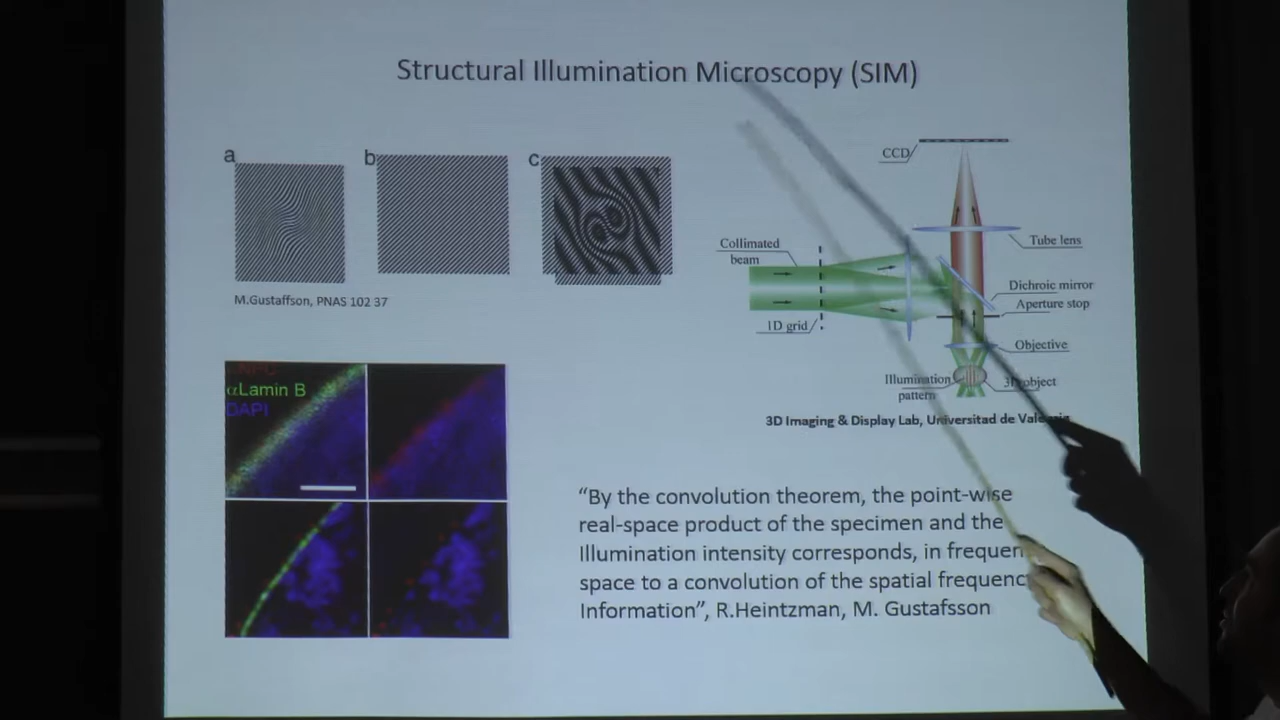 Structural Illumination Microscopy (SIM)
a
b
c
M.Gustaffson, PNAS 102 37
CCD
Tube lens
Collimated
beam
Dichroic mirror
Aperture stop
1D grid
Objective
Illumination
pattern
3D object
3D Imaging & Display Lab, Universitad de Valencia
αLamin B
DAPI
“By the convolution theorem, the point-wise
real-space product of the specimen and the
Illumination intensity corresponds, in frequen
space to a convolution of the spatial frequenc
Information”, R.Heintzman, M. Gustafsson